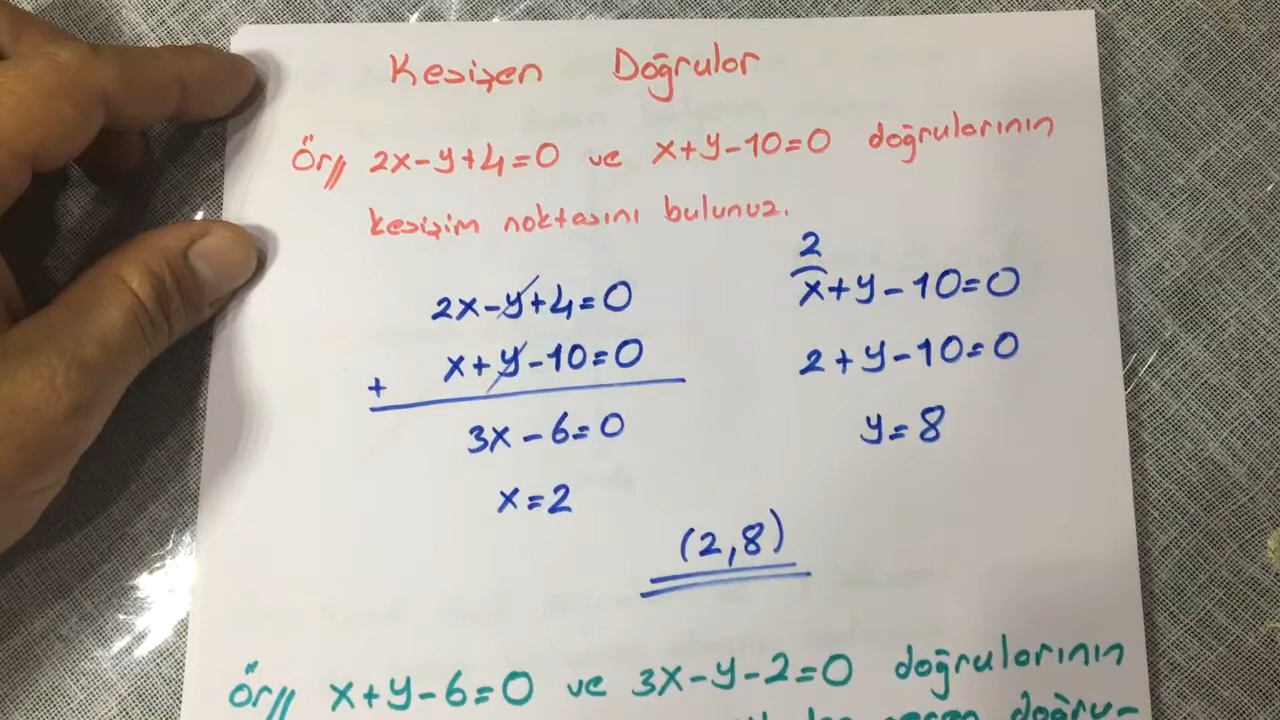 Kesişen Doğrular
Ör// 2x-y+4=0 ve x+y-10=0 doğrularının
kesişim noktasını bulunuz.
2x-y+4=0
x+y-10=0
+
3x-6=0
x=2
2
x+y-10=0
2+y-10=0
y=8
(2,8)
Ör// x+y-6=0 ve 3x-y-2=0 doğrularının
geçen doğru-